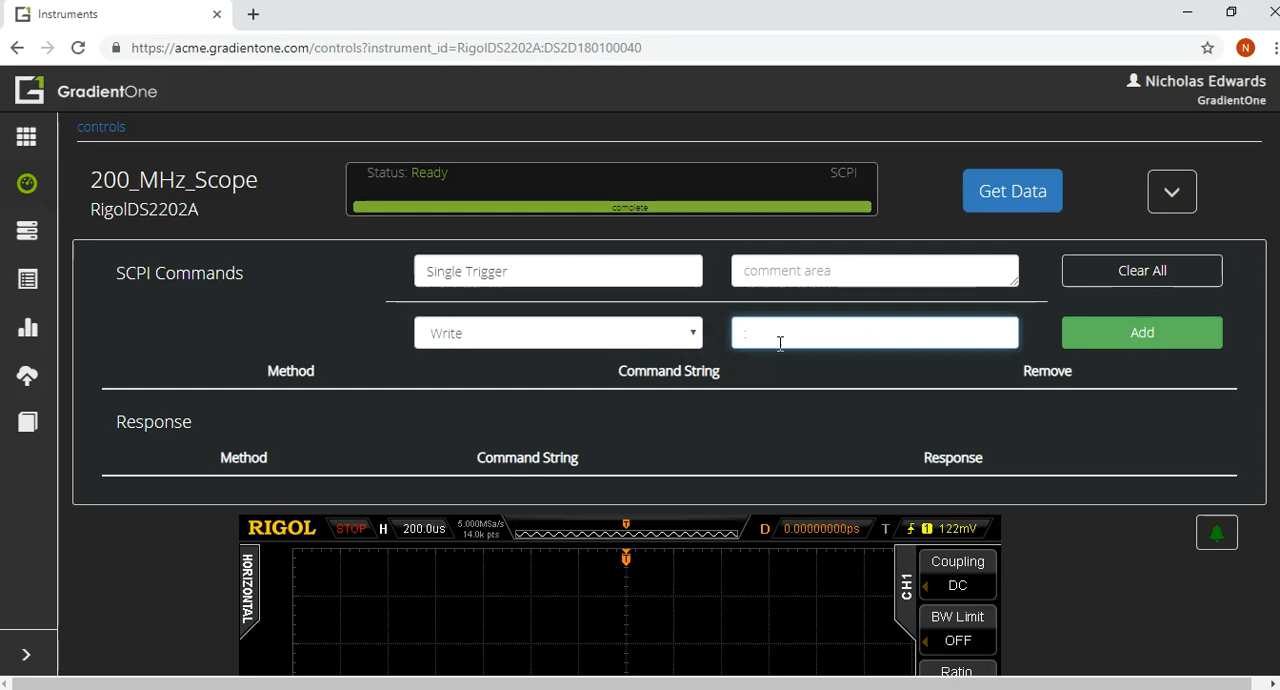 Instruments
https://acme.gradientone.com/controls?instrument_id=RigolDS2202A:DS2D180100040
N
GradientOne
Nicholas Edwards
GradientOne
controls
200_MHz_Scope
RigolDS2202A
Status: Ready
SCPI
complete
Get Data
SCPI Commands
Single Trigger
comment area
Clear All
Write
:
Add
Method Command String Remove
Response
Method Command String Response
RIGOL STOP H 200.0us 5.000MSa/s 14.0k pts T D 0.00000000ps T 1 122mV
T
HORIZONTAL
CH1
Coupling
DC
BW Limit
OFF
Ratio